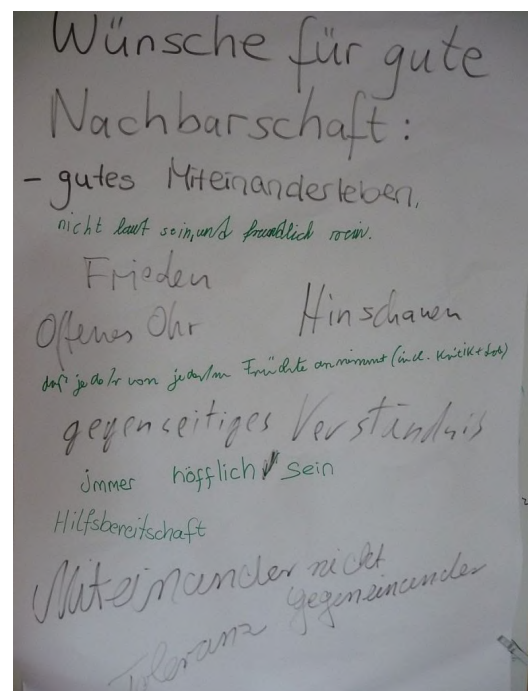 Wünsche für gute
Nachbarschaft:
- gutes Miteinanderleben,
nicht laut sein, und freundlich sein.
Frieden
Offenes Ohr Hinschauen
daß jede/r von jedem/r Früchte annimmt (incl. Kritik + Lob)
gegenseitiges Verständnis
immer höfflich sein
Hilfsbereitschaft
Miteinander nicht
gegeneinander
Toleranz